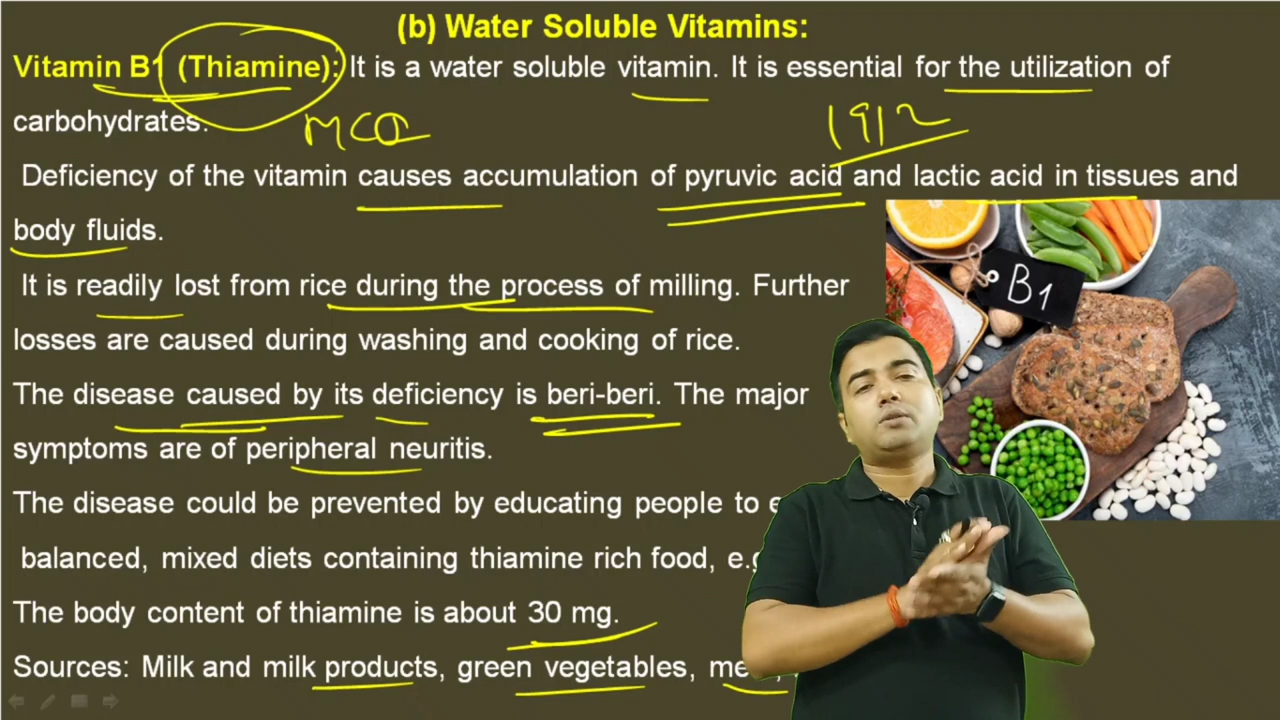 (b) Water Soluble Vitamins:
Vitamin B1 (Thiamine): It is a water soluble vitamin. It is essential for the utilization of
carbohydrates.
MCQ
1912
Deficiency of the vitamin causes accumulation of pyruvic acid and lactic acid in tissues and
body fluids.
B1
It is readily lost from rice during the process of milling. Further
losses are caused during washing and cooking of rice.
The disease caused by its deficiency is beri-beri. The major
symptoms are of peripheral neuritis.
The disease could be prevented by educating people to
balanced, mixed diets containing thiamine rich food, e.g
The body content of thiamine is about 30 mg.
Sources: Milk and milk products, green vegetables,